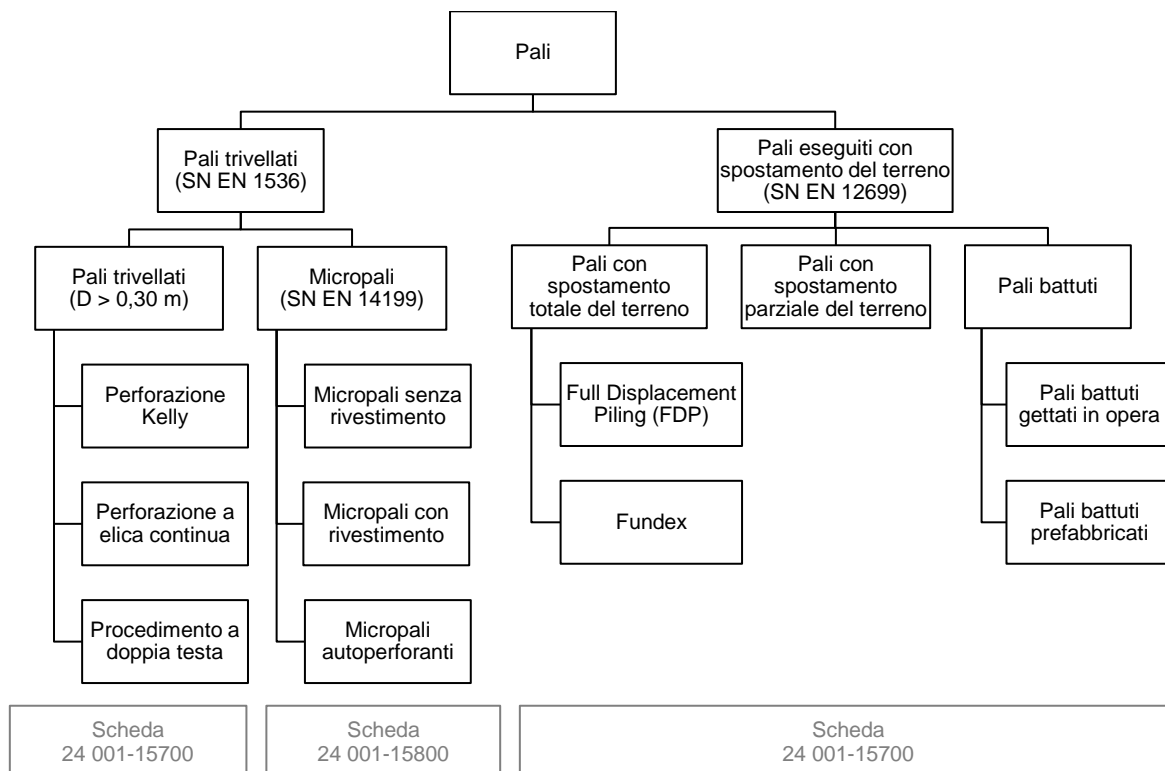 Pali
Pali trivellati
(SN EN 1536)
Pali eseguiti con
spostamento del terreno
(SN EN 12699)
Pali trivellati
(D > 0,30 m)
Micropali
(SN EN 14199)
Pali con
spostamento
totale del terreno
Pali con
spostamento
parziale del terreno
Pali battuti
Perforazione
Kelly
Micropali senza
rivestimento
Full Displacement
Piling (FDP)
Pali battuti
gettati in opera
Perforazione a
elica continua
Micropali con
rivestimento
Fundex
Pali battuti
prefabbricati
Procedimento a
doppia testa
Micropali
autoperforanti
Scheda
24 001-15700
Scheda
24 001-15800
Scheda
24 001-15700